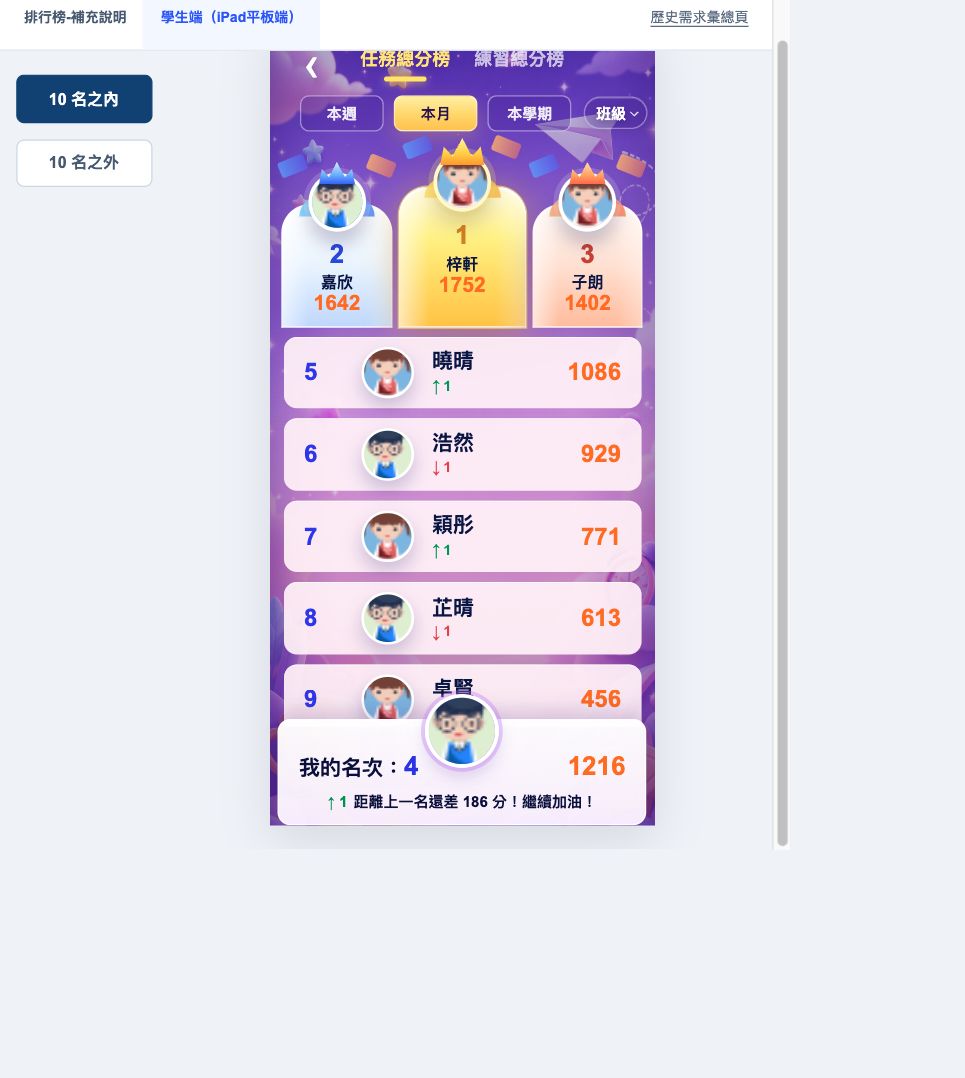 排行榜-補充說明 學生端（iPad平板端） 歷史需求彙總頁
10 名之內
10 名之外
任務總分榜 練習總分榜
本週 本月 本學期 班級
2 嘉欣 1642
1 梓軒 1752
3 子朗 1402
5 曉晴 1086
↑1
6 浩然 929
↓1
7 穎彤 771
↑1
8 芷晴 613
↓1
9 卓賢 456
我的名次：4 1216
↑1 距離上一名還差 186 分！繼續加油！